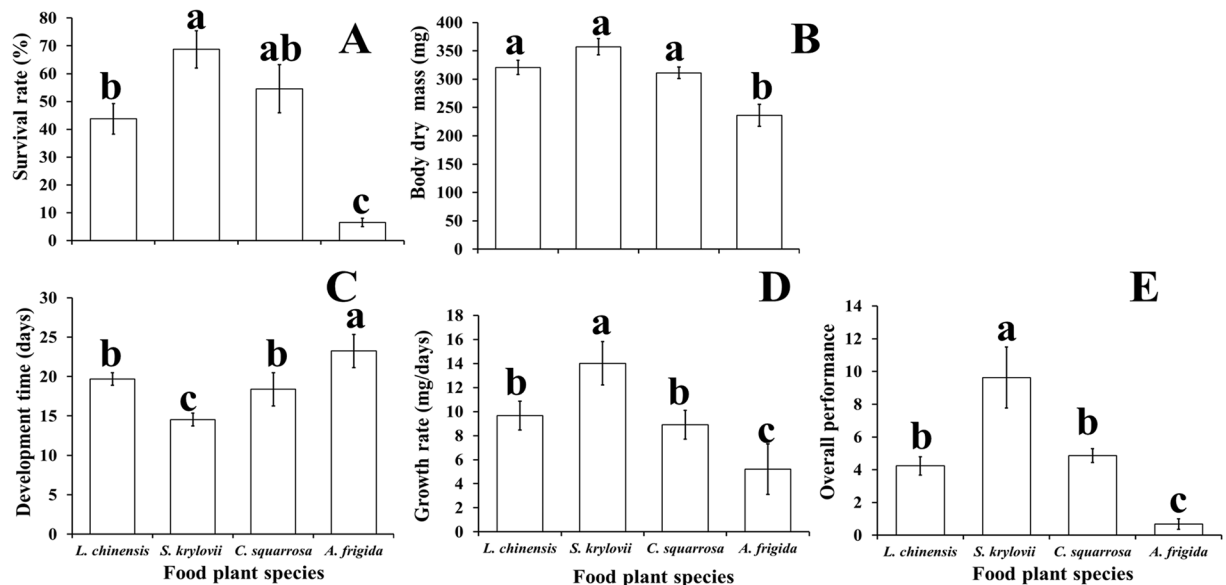 A
Survival rate (%)
80
70
60
50
40
30
20
10
0
b
a
ab
c
B
Body dry mass (mg)
400
350
300
250
200
150
100
50
0
a
a
a
b
C
Development time ((days)
30
25
20
15
10
5
0
b
c
b
a
L. chinensis S. krylovii C. squarrosa A. frigida
Food plant species
D
Growth rate (mg/days)
18
16
14
12
10
8
6
4
2
0
b
a
b
c
L. chinensis S. krylovii C. squarrosa A. frigida
Food plant species
E
Overall performance
14
12
10
8
6
4
2
0
b
a
b
c
L. chinensis S. krylovii C. squarrosa A. frigida
Food plant species